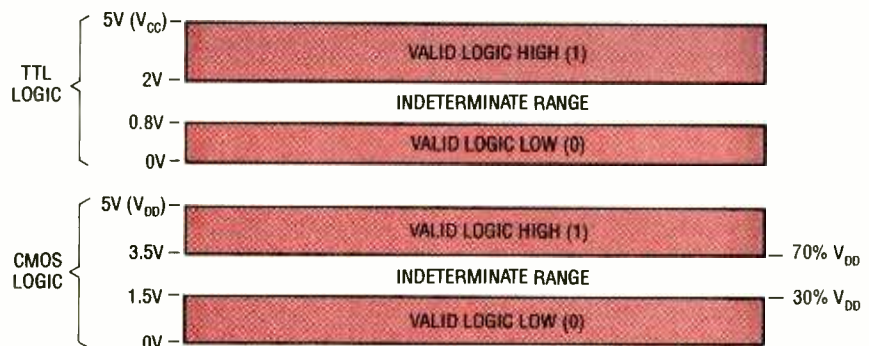 5V (VCC)
VALID LOGIC HIGH (1)
TTL
LOGIC
2V
INDETERMINATE RANGE
0.8V
VALID LOGIC LOW (0)
0V
5V (VDD)
VALID LOGIC HIGH (1)
3.5V
70% VDD
CMOS
LOGIC
INDETERMINATE RANGE
1.5V
30% VDD
VALID LOGIC LOW (0)
0V